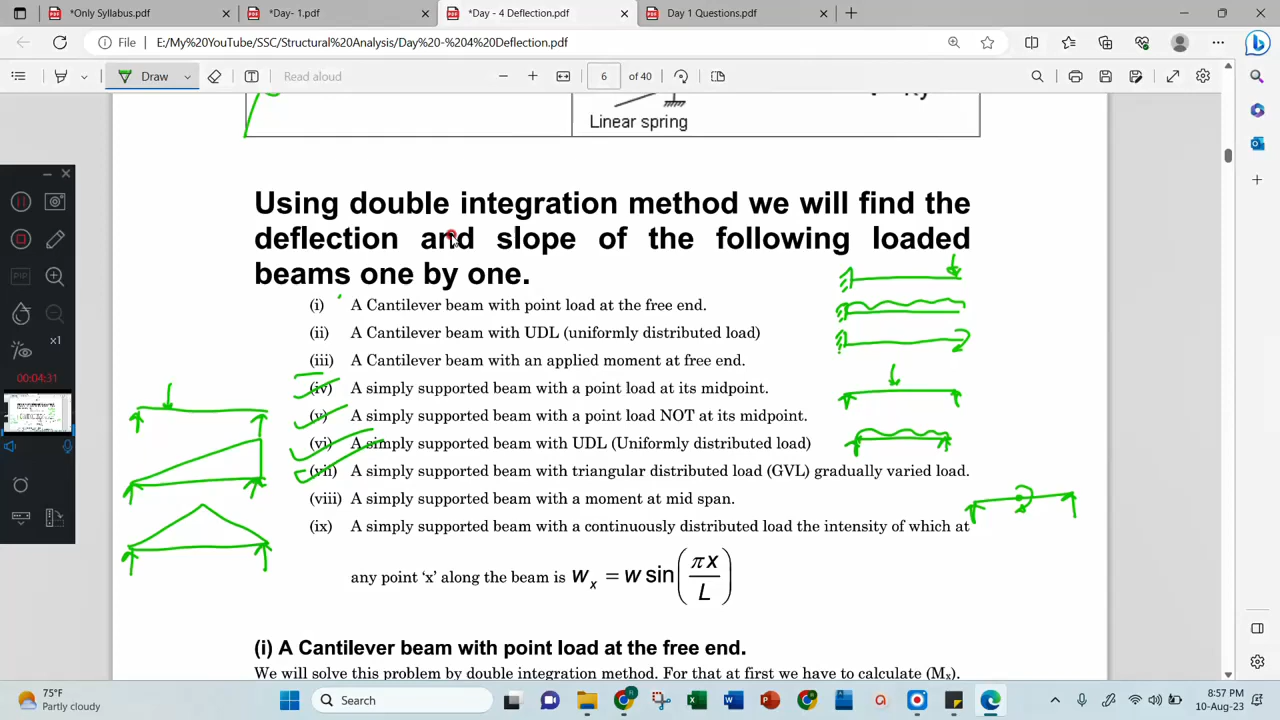 *Only Syllabus.pdf
*Day- 1.pdf
*Day - 4 Deflection.pdf
Day 1 Questions.pdf
File
E:/My%20YouTube/SSC/Structural%20Analysis/Day%20-%204%20Deflection.pdf
Draw
Read aloud
6 of 40
Linear spring
Using double integration method we will find the
deflection and slope of the following loaded
beams one by one.
(i) A Cantilever beam with point load at the free end.
(ii) A Cantilever beam with UDL (uniformly distributed load)
(iii) A Cantilever beam with an applied moment at free end.
(iv) A simply supported beam with a point load at its midpoint.
(v) A simply supported beam with a point load NOT at its midpoint.
(vi) A simply supported beam with UDL (Uniformly distributed load)
(vii) A simply supported beam with triangular distributed load (GVL) gradually varied load.
(viii) A simply supported beam with a moment at mid span.
(ix) A simply supported beam with a continuously distributed load the intensity of which at
any point ‘x’ along the beam is w_x = w sin(πx/L)
(i) A Cantilever beam with point load at the free end.
We will solve this problem by double integration method. For that at first we have to calculate (Mₓ).
PIP
x1
00:04:31
75°F
Partly cloudy
Search
8:57 PM
10-Aug-23